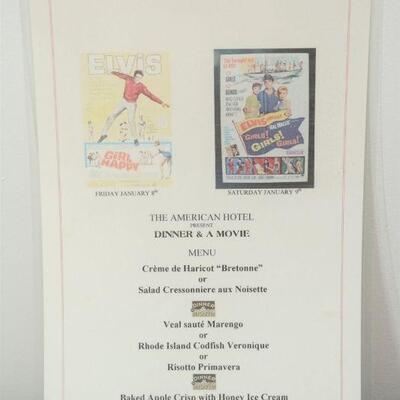 ELVIS
GIRL
HAPPY
ELVIS
GIRLS! GIRLS! GIRLS!
FRIDAY JANUARY 8th
SATURDAY JANUARY 9th
THE AMERICAN HOTEL
PRESENT
DINNER & A MOVIE
MENU
Crème de Haricot “Bretonne”
or
Salad Cressonniere aux Noisette
DINNER
Veal sauté Marengo
or
Rhode Island Codfish Veronique
or
Risotto Primavera
DINNER
Baked Apple Crisp with Honey Ice Cream